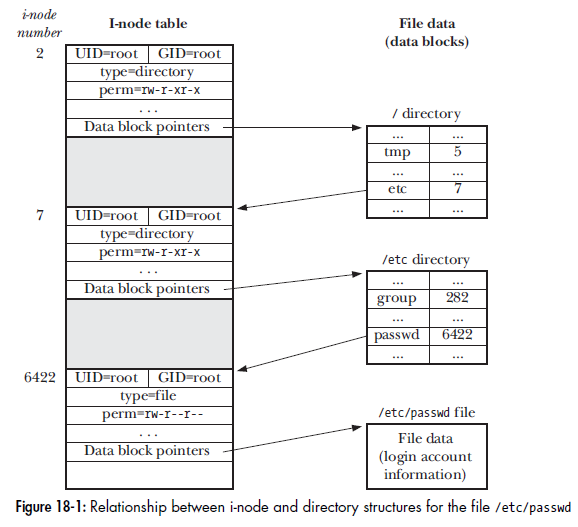 i-node
number
I-node table
File data
(data blocks)
2
UID=root GID=root
type=directory
perm=rw-r-xr-x
...
Data block pointers
/ directory
... ...
tmp 5
... ...
etc 7
... ...
7
UID=root GID=root
type=directory
perm=rw-r-xr-x
...
Data block pointers
/etc directory
... ...
group 282
... ...
passwd 6422
... ...
6422
UID=root GID=root
type=file
perm=rw-r--r--
...
Data block pointers
/etc/passwd file
File data
(login account
information)
Figure 18-1: Relationship between i-node and directory structures for the file /etc/passwd